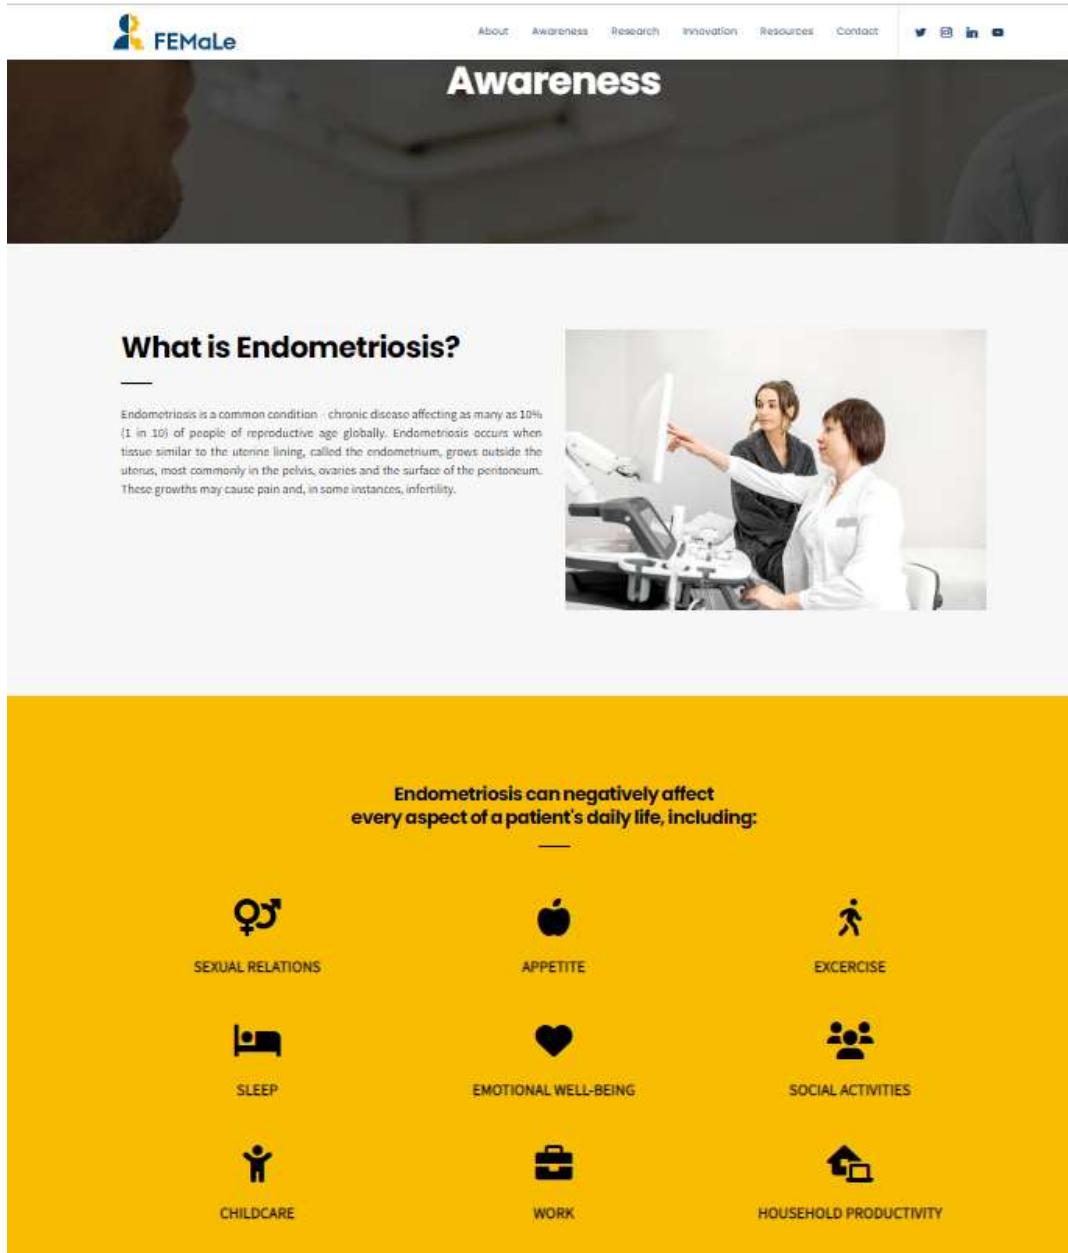 FEMaLe
About Awareness Research Innovation Resources Contact
Awareness
What is Endometriosis?
Endometriosis is a common condition - chronic disease affecting as many as 10%
(1 in 10) of people of reproductive age globally. Endometriosis occurs when
tissue similar to the uterine lining, called the endometrium, grows outside the
uterus, most commonly in the pelvis, ovaries and the surface of the peritoneum.
These growths may cause pain and, in some instances, infertility.
Endometriosis can negatively affect
every aspect of a patient's daily life, including:
SEXUAL RELATIONS
APPETITE
EXCERCISE
SLEEP
EMOTIONAL WELL-BEING
SOCIAL ACTIVITIES
CHILDCARE
WORK
HOUSEHOLD PRODUCTIVITY